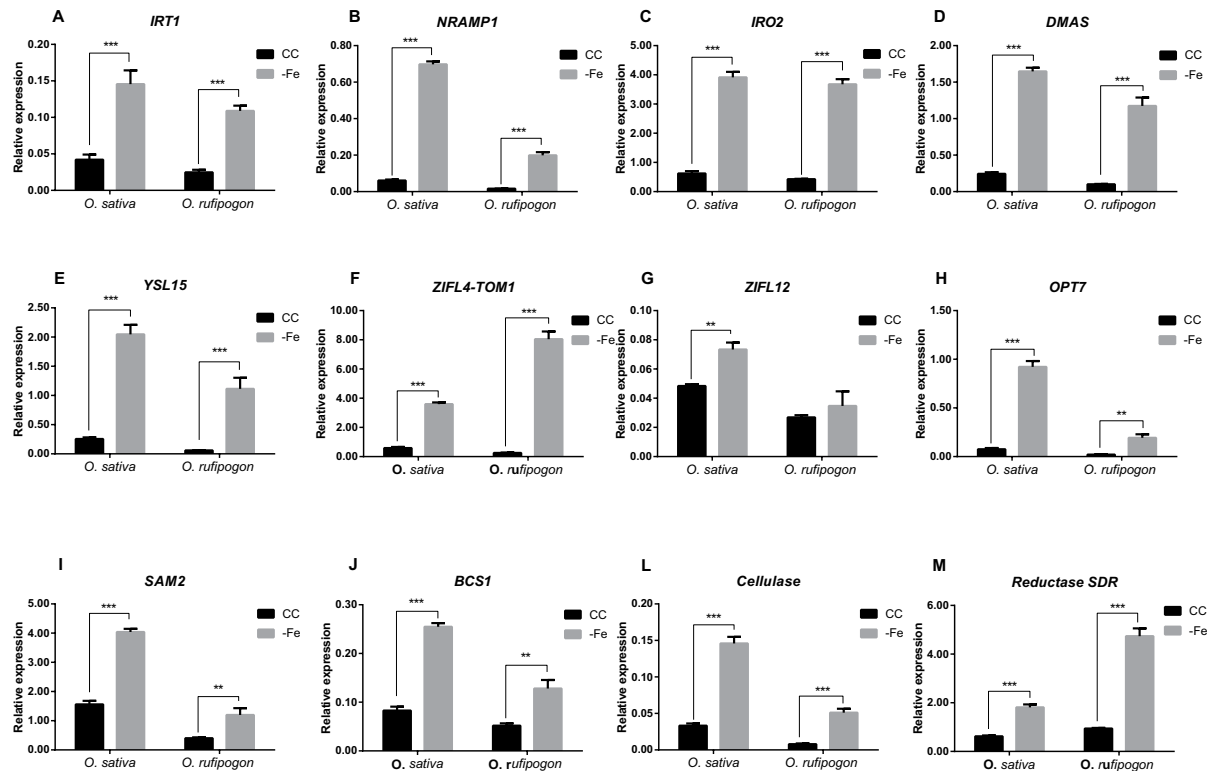 A
IRT1
Relative expression
0.20
0.15
0.10
0.05
0.00
***
***
CC
-Fe
O. sativa
O. rufipogon
B
NRAMP1
Relative expression
0.80
0.60
0.40
0.20
0.00
***
***
CC
-Fe
O. sativa
O. rufipogon
C
IRO2
Relative expression
5.00
4.00
3.00
2.00
1.00
0.00
***
***
CC
-Fe
O. sativa
O. rufipogon
D
DMAS
Relative expression
2.00
1.50
1.00
0.50
0.00
***
***
CC
-Fe
O. sativa
O. rufipogon
E
YSL15
Relative expression
2.50
2.00
1.50
1.00
0.50
0.00
***
***
CC
-Fe
O. sativa
O. rufipogon
F
ZIFL4-TOM1
Relative expression
10.00
8.00
6.00
4.00
2.00
0.00
***
***
CC
-Fe
O. sativa
O. rufipogon
G
ZIFL12
Relative expression
0.10
0.08
0.06
0.04
0.02
0.00
**
CC
-Fe
O. sativa
O. rufipogon
H
OPT7
Relative expression
1.50
1.00
0.50
0.00
***
**
CC
-Fe
O. sativa
O. rufipogon
I
SAM2
Relative expression
5.00
4.00
3.00
2.00
1.00
0.00
***
**
CC
-Fe
O. sativa
O. rufipogon
J
BCS1
Relative expression
0.30
0.20
0.10
0.00
***
**
CC
-Fe
O. sativa
O. rufipogon
L
Cellulase
Relative expression
0.20
0.15
0.10
0.05
0.00
***
***
CC
-Fe
O. sativa
O. rufipogon
M
Reductase SDR
Relative expression
6.00
4.00
2.00
0.00
***
***
CC
-Fe
O. sativa
O. rufipogon